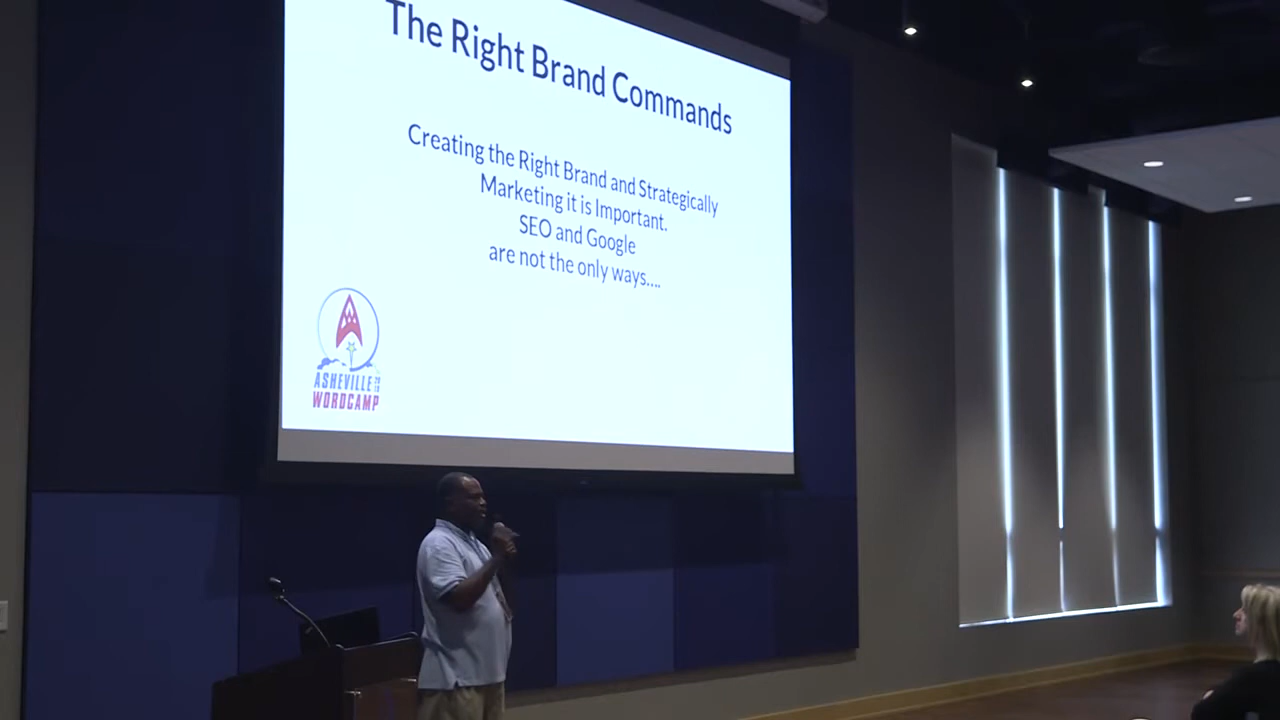 The Right Brand Commands
Creating the Right Brand and Strategically
Marketing it is Important.
SEO and Google
are not the only ways....
ASHEVILLE
WORDCAMP